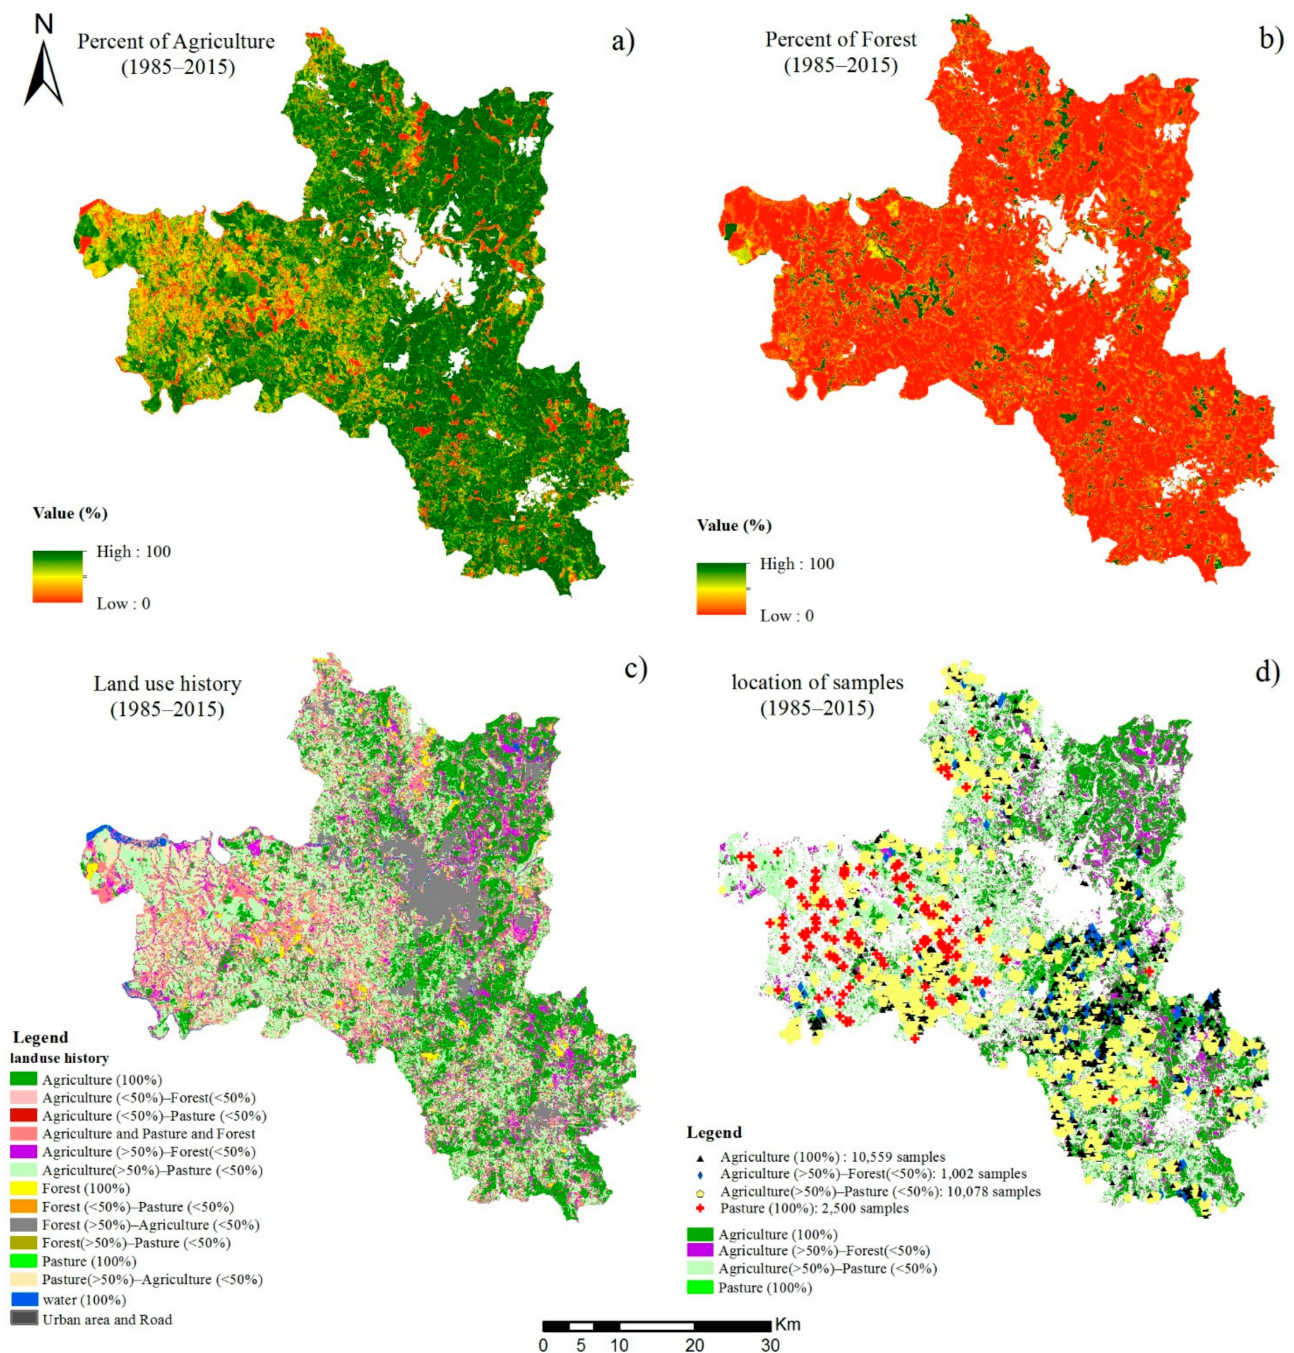 N
Percent of Agriculture
(1985–2015)
a)
Value (%)
High : 100
Low : 0
Percent of Forest
(1985–2015)
b)
Value (%)
High : 100
Low : 0
Land use history
(1985–2015)
c)
Legend
landuse history
Agriculture (100%)
Agriculture (<50%)–Forest(<50%)
Agriculture (<50%)–Pasture (<50%)
Agriculture and Pasture and Forest
Agriculture (>50%)–Forest(<50%)
Agriculture(>50%)–Pasture (<50%)
Forest (100%)
Forest (<50%)–Pasture (<50%)
Forest (>50%)–Agriculture (<50%)
Forest(>50%)–Pasture (<50%)
Pasture (100%)
Pasture(>50%)–Agriculture (<50%)
water (100%)
Urban area and Road
location of samples
(1985–2015)
d)
Legend
Agriculture (100%) : 10,559 samples
Agriculture (>50%)–Forest(<50%): 1,002 samples
Agriculture(>50%)–Pasture (<50%): 10,078 samples
Pasture (100%): 2,500 samples
Agriculture (100%)
Agriculture (>50%)–Forest(<50%)
Agriculture(>50%)–Pasture (<50%)
Pasture (100%)
Km
0 5 10 20 30